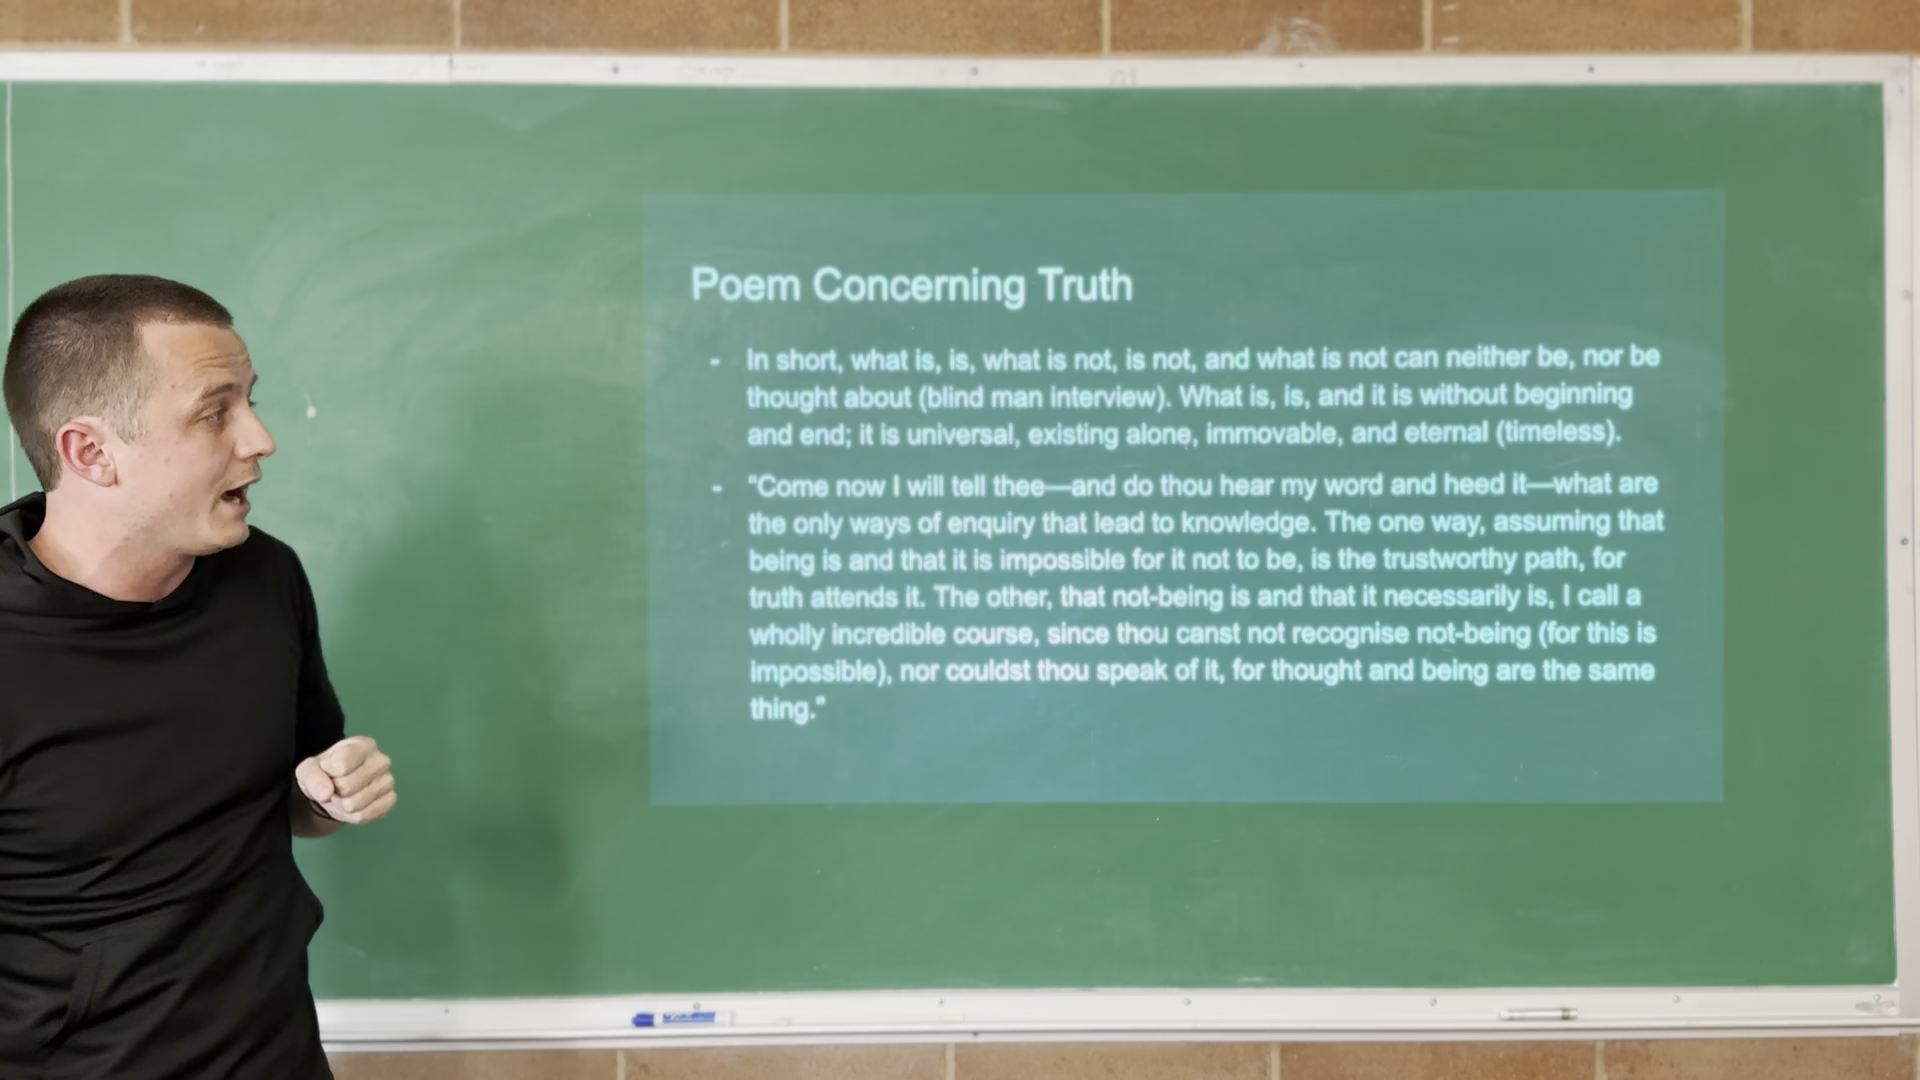 Poem Concerning Truth
- In short, what is, is, what is not, is not, and what is not can neither be, nor be
thought about (blind man interview). What is, is, and it is without beginning
and end; it is universal, existing alone, immovable, and eternal (timeless).
- "Come now I will tell thee—and do thou hear my word and heed it—what are
the only ways of enquiry that lead to knowledge. The one way, assuming that
being is and that it is impossible for it not to be, is the trustworthy path, for
truth attends it. The other, that not-being is and that it necessarily is, I call a
wholly incredible course, since thou canst not recognise not-being (for this is
impossible), nor couldst thou speak of it, for thought and being are the same
thing."